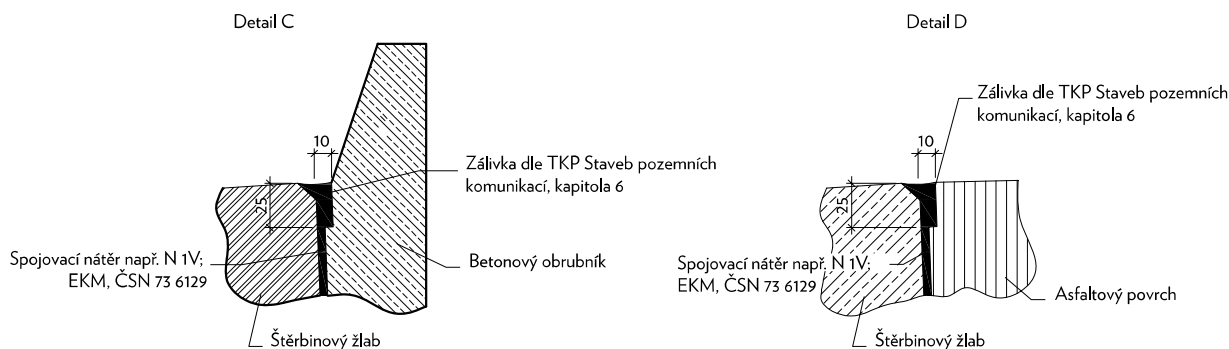 Detail C
10
Zálivka dle TKP Staveb pozemních
komunikací, kapitola 6
25
Spojovací nátěr např. N 1V;
EKM, ČSN 73 6129
Betonový obrubník
Štěrbinový žlab
Detail D
Zálivka dle TKP Staveb pozemních
komunikací, kapitola 6
10
25
Spojovací nátěr např. N 1V;
EKM, ČSN 73 6129
Asfaltový povrch
Štěrbinový žlab